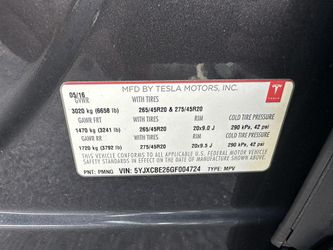 MFD BY TESLA MOTORS, INC.
TESLA
05/16
GVWR WITH TIRES
3020 kg (6658 lb) 265/45R20 & 275/45R20
GAWR FRT WITH TIRES RIM COLD TIRE PRESSURE
1470 kg (3241 lb) 265/45R20 20x9.0 J 290 kPa, 42 psi
GAWR RR WITH TIRES RIM COLD TIRE PRESSURE
1720 kg (3792 lb) 275/45R20 20x9.5 J 290 kPa, 42 psi
THIS VEHICLE CONFORMS TO ALL APPLICABLE U.S. FEDERAL MOTOR VEHICLE
SAFETY STANDARDS IN EFFECT ON THE DATE OF MANUFACTURE SHOWN ABOVE.
PNT: PMNG VIN: 5YJXCBE26GF004724 TYPE: MPV